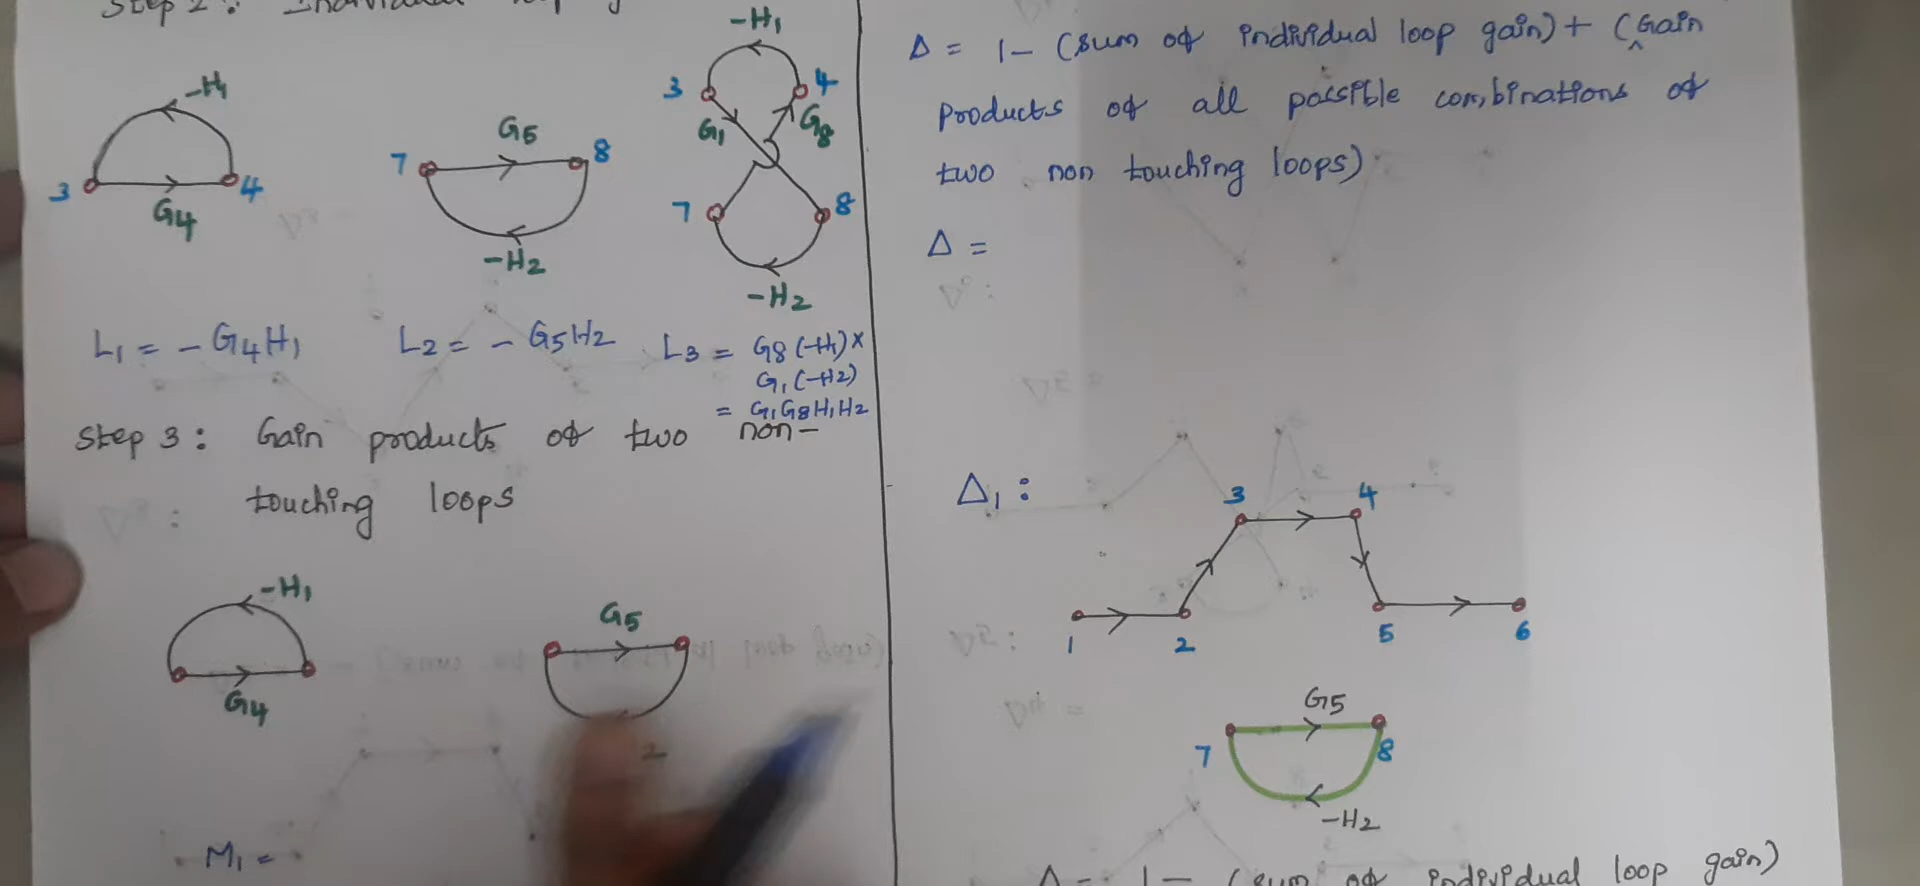 Step 2:
-H1
3
4
G4
G5
7
8
-H2
-H1
3
4
G1
G8
7
8
-H2
L1 = - G4H1
L2 = - G5H2
L3 = G8 (-H1) X
G1 (-H2)
= G1G8H1H2
Step 3: Gain products of two non-
touching loops
-H1
G4
G5
2
M1 =
Δ = 1 - (sum of individual loop gain) + (Gain
products of all possible combinations of
two non touching loops)
Δ =
Δ1 :
3
4
1
2
5
6
G5
7
8
-H2
Δ = 1 - (sum of individual loop gain)